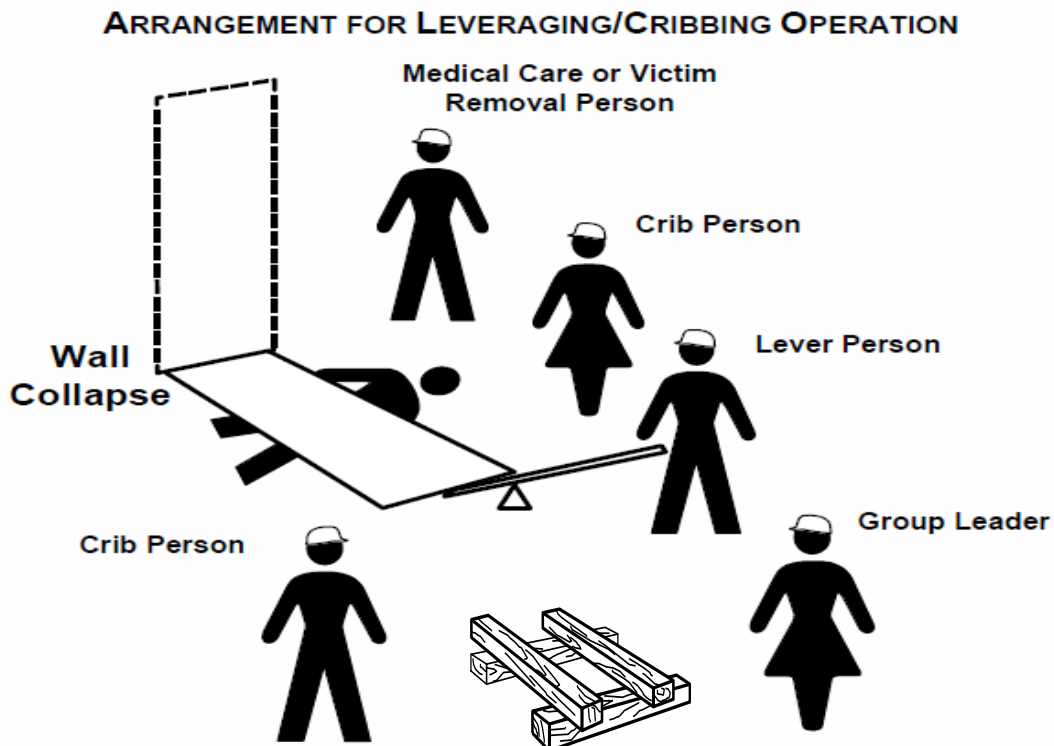 ARRANGEMENT FOR LEVERAGING/CRIBBING OPERATION
Medical Care or Victim
Removal Person
Crib Person
Lever Person
Wall
Collapse
Group Leader
Crib Person